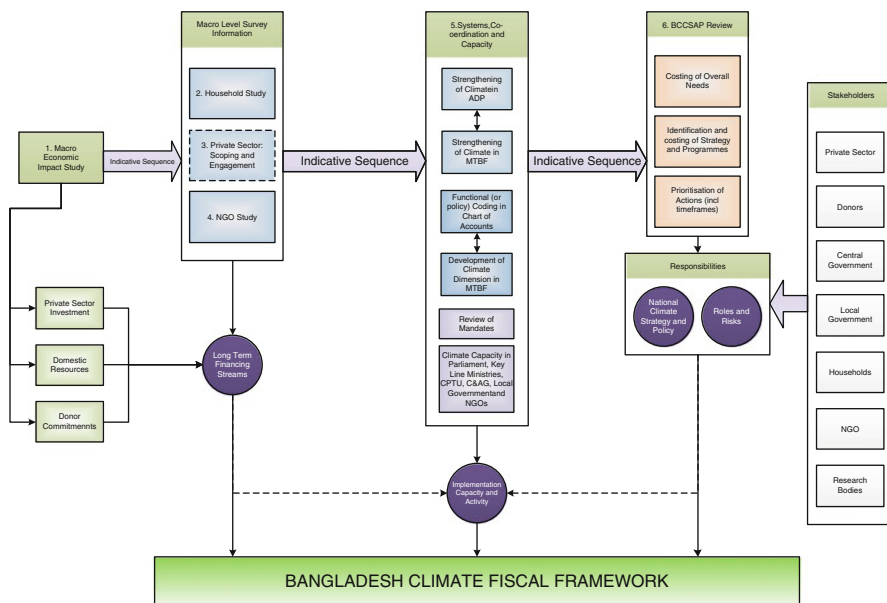 1. Macro
Economic
Impact Study
Indicative Sequence
Macro Level Survey
Information
2. Household Study
3. Private Sector:
Scoping and
Engagement
4. NGO Study
Indicative Sequence
5.Systems,Co-
oerdination and
Capacity
Strengthening
of Climatein
ADP
Strengthening
of Climate in
MTBF
Functional (or
policy) Coding in
Chart of
Accounts
Development of
Climate
Dimension in
MTBF
Review of
Mandates
Climate Capacity in
Parliament, Key
Line Ministries,
CPTU, C&AG, Local
Governmentand
NGOs
Indicative Sequence
6. BCCSAP Review
Costing of Overall
Needs
Identification and
costing of Strategy
and Programmes
Prioritisation of
Actions (incl
timeframes)
Responsibilities
National
Climate
Strategy and
Policy
Roles and
Risks
Stakeholders
Private Sector
Donors
Central
Government
Local
Government
Households
NGO
Research
Bodies
Private Sector
Investment
Domestic
Resources
Donor
Commitmennts
Long Term
Financing
Streams
Implementation
Capacity and
Activity
BANGLADESH CLIMATE FISCAL FRAMEWORK